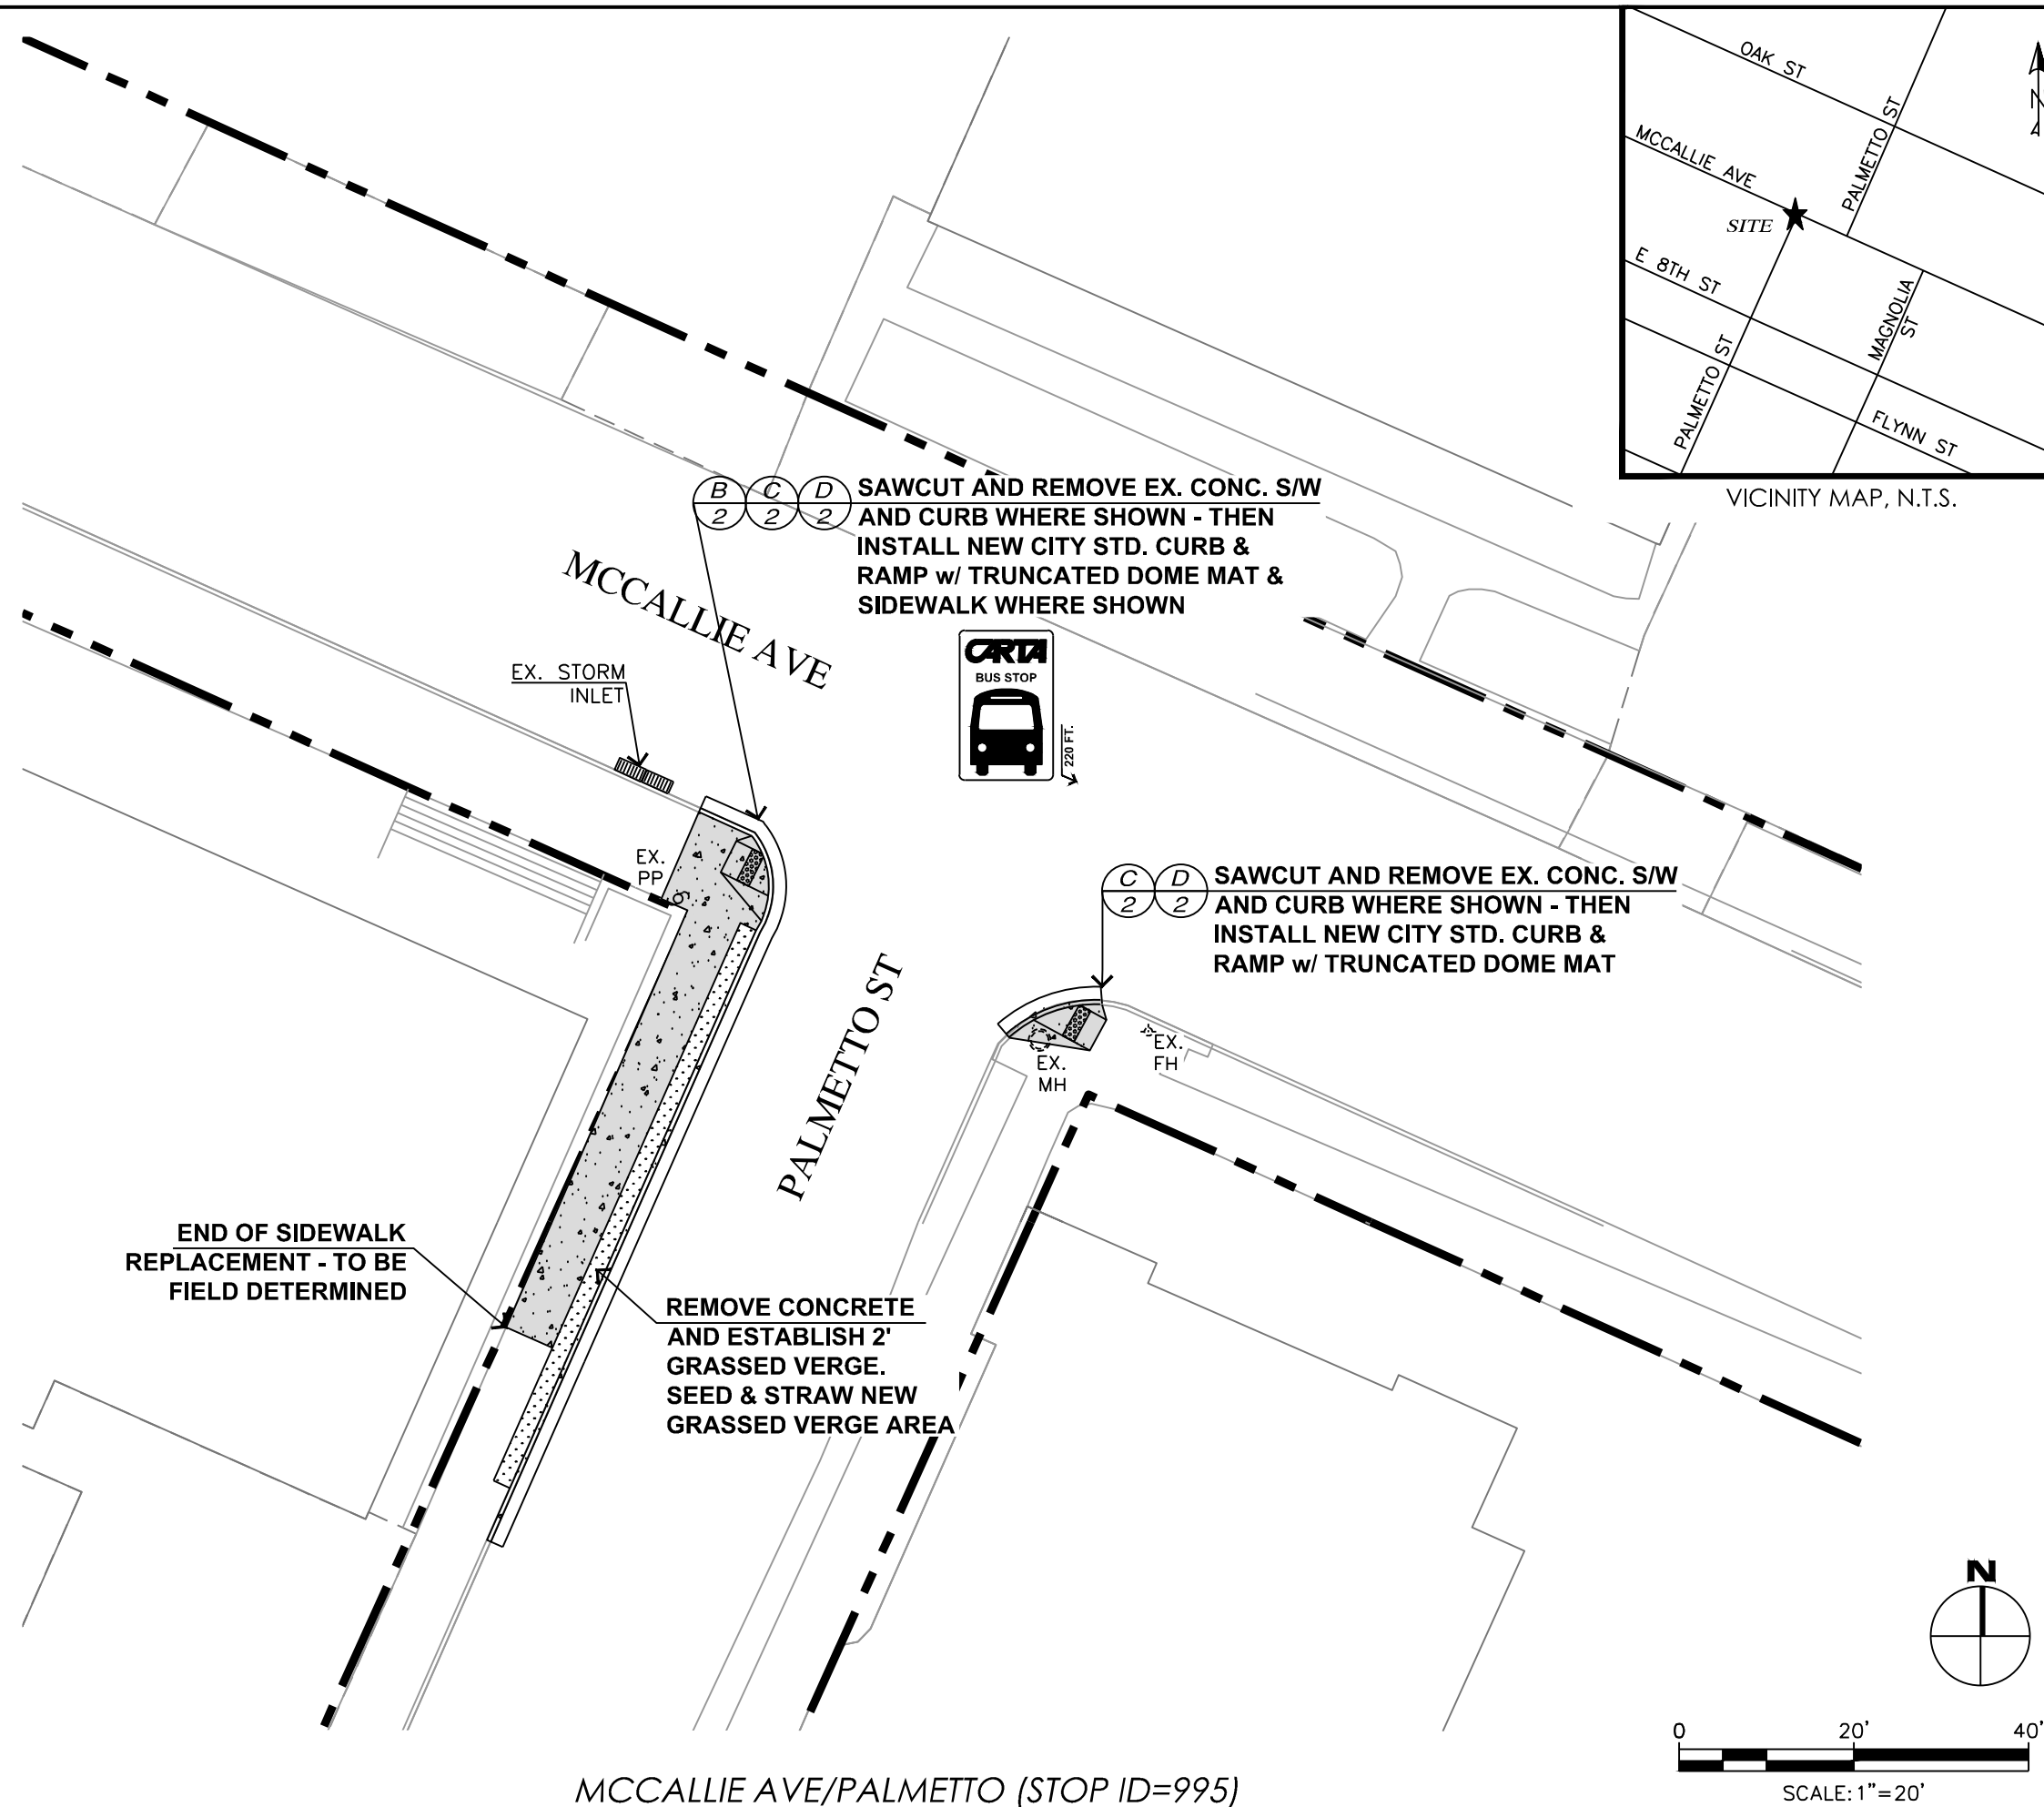 OAK ST
MCCALLIE AVE
PALMETTO ST
N
SITE
E 8TH ST
MAGNOLIA
ST
PALMETTO ST
FLYNN ST
VICINITY MAP, N.T.S.
B C D SAWCUT AND REMOVE EX. CONC. S/W
2 2 2 AND CURB WHERE SHOWN - THEN
INSTALL NEW CITY STD. CURB &
RAMP w/ TRUNCATED DOME MAT &
SIDEWALK WHERE SHOWN
MCCALLIE AVE
CARTA
BUS STOP
220 FT.
EX. STORM
INLET
EX.
PP
C D SAWCUT AND REMOVE EX. CONC. S/W
2 2 AND CURB WHERE SHOWN - THEN
INSTALL NEW CITY STD. CURB &
RAMP w/ TRUNCATED DOME MAT
PALMETTO ST
EX.
MH
EX.
FH
END OF SIDEWALK
REPLACEMENT - TO BE
FIELD DETERMINED
REMOVE CONCRETE
AND ESTABLISH 2'
GRASSED VERGE.
SEED & STRAW NEW
GRASSED VERGE AREA
N
0 20' 40'
SCALE: 1"=20'
MCCALLIE AVE/PALMETTO (STOP ID=995)